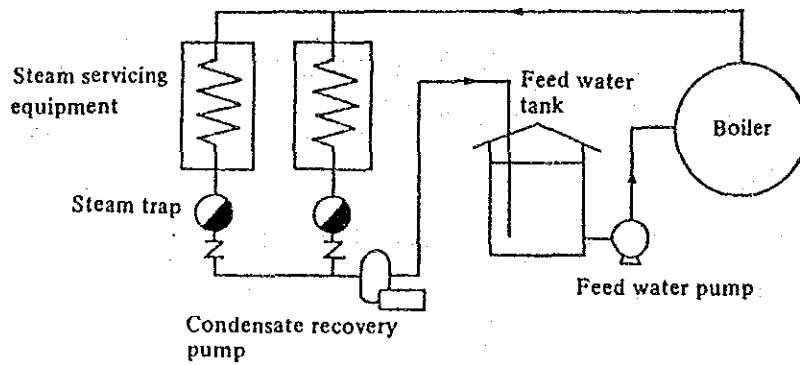 Steam servicing
equipment
Feed water
tank
Boiler
Steam trap
Feed water pump
Condensate recovery
pump